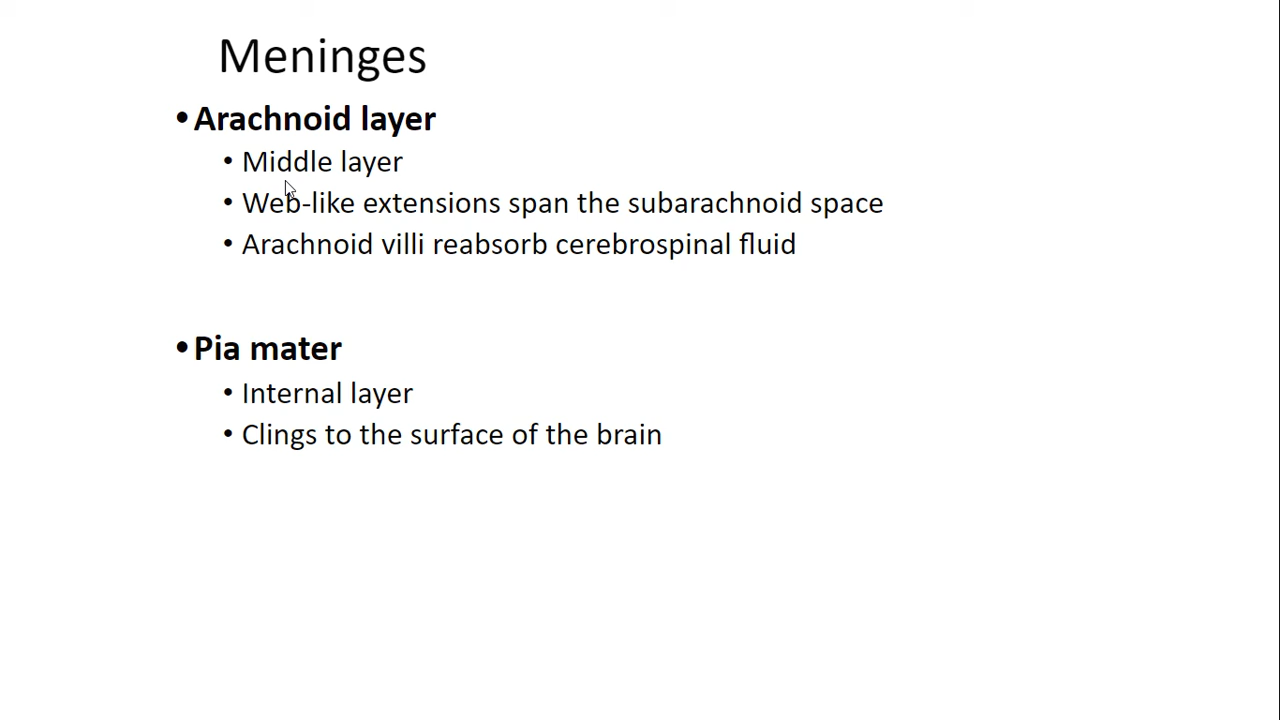 Meninges
• Arachnoid layer
• Middle layer
• Web-like extensions span the subarachnoid space
• Arachnoid villi reabsorb cerebrospinal fluid
• Pia mater
• Internal layer
• Clings to the surface of the brain